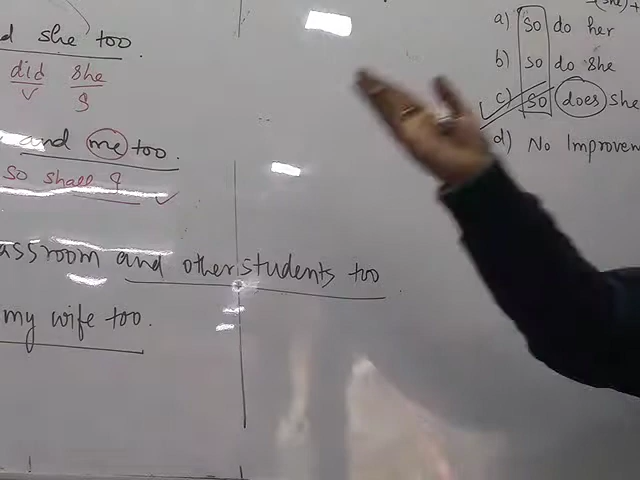 d she too.
did she
v s
and me too.
so shall I
assroom and other students too
my wife too.
a) so do her
b) so do she
c) so does she
d) No Improvem